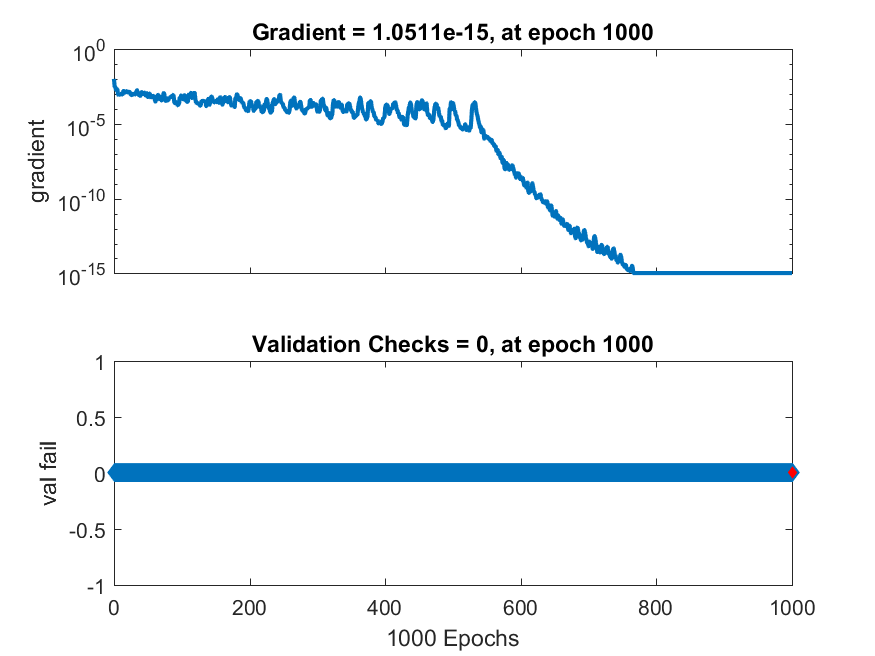 Gradient = 1.0511e-15, at epoch 1000
10^0
10^-5
10^-10
10^-15
gradient
Validation Checks = 0, at epoch 1000
1
0.5
0
-0.5
-1
val fail
0 200 400 600 800 1000
1000 Epochs